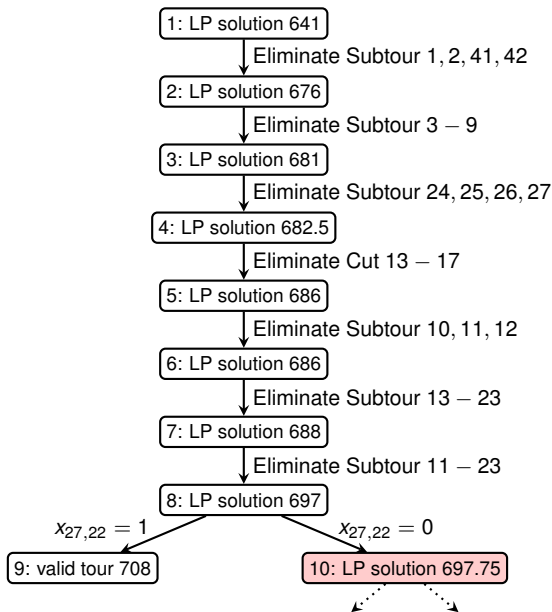 1: LP solution 641
Eliminate Subtour 1, 2, 41, 42
2: LP solution 676
Eliminate Subtour 3 − 9
3: LP solution 681
Eliminate Subtour 24, 25, 26, 27
4: LP solution 682.5
Eliminate Cut 13 − 17
5: LP solution 686
Eliminate Subtour 10, 11, 12
6: LP solution 686
Eliminate Subtour 13 − 23
7: LP solution 688
Eliminate Subtour 11 − 23
8: LP solution 697
x27,22 = 1
x27,22 = 0
9: valid tour 708
10: LP solution 697.75